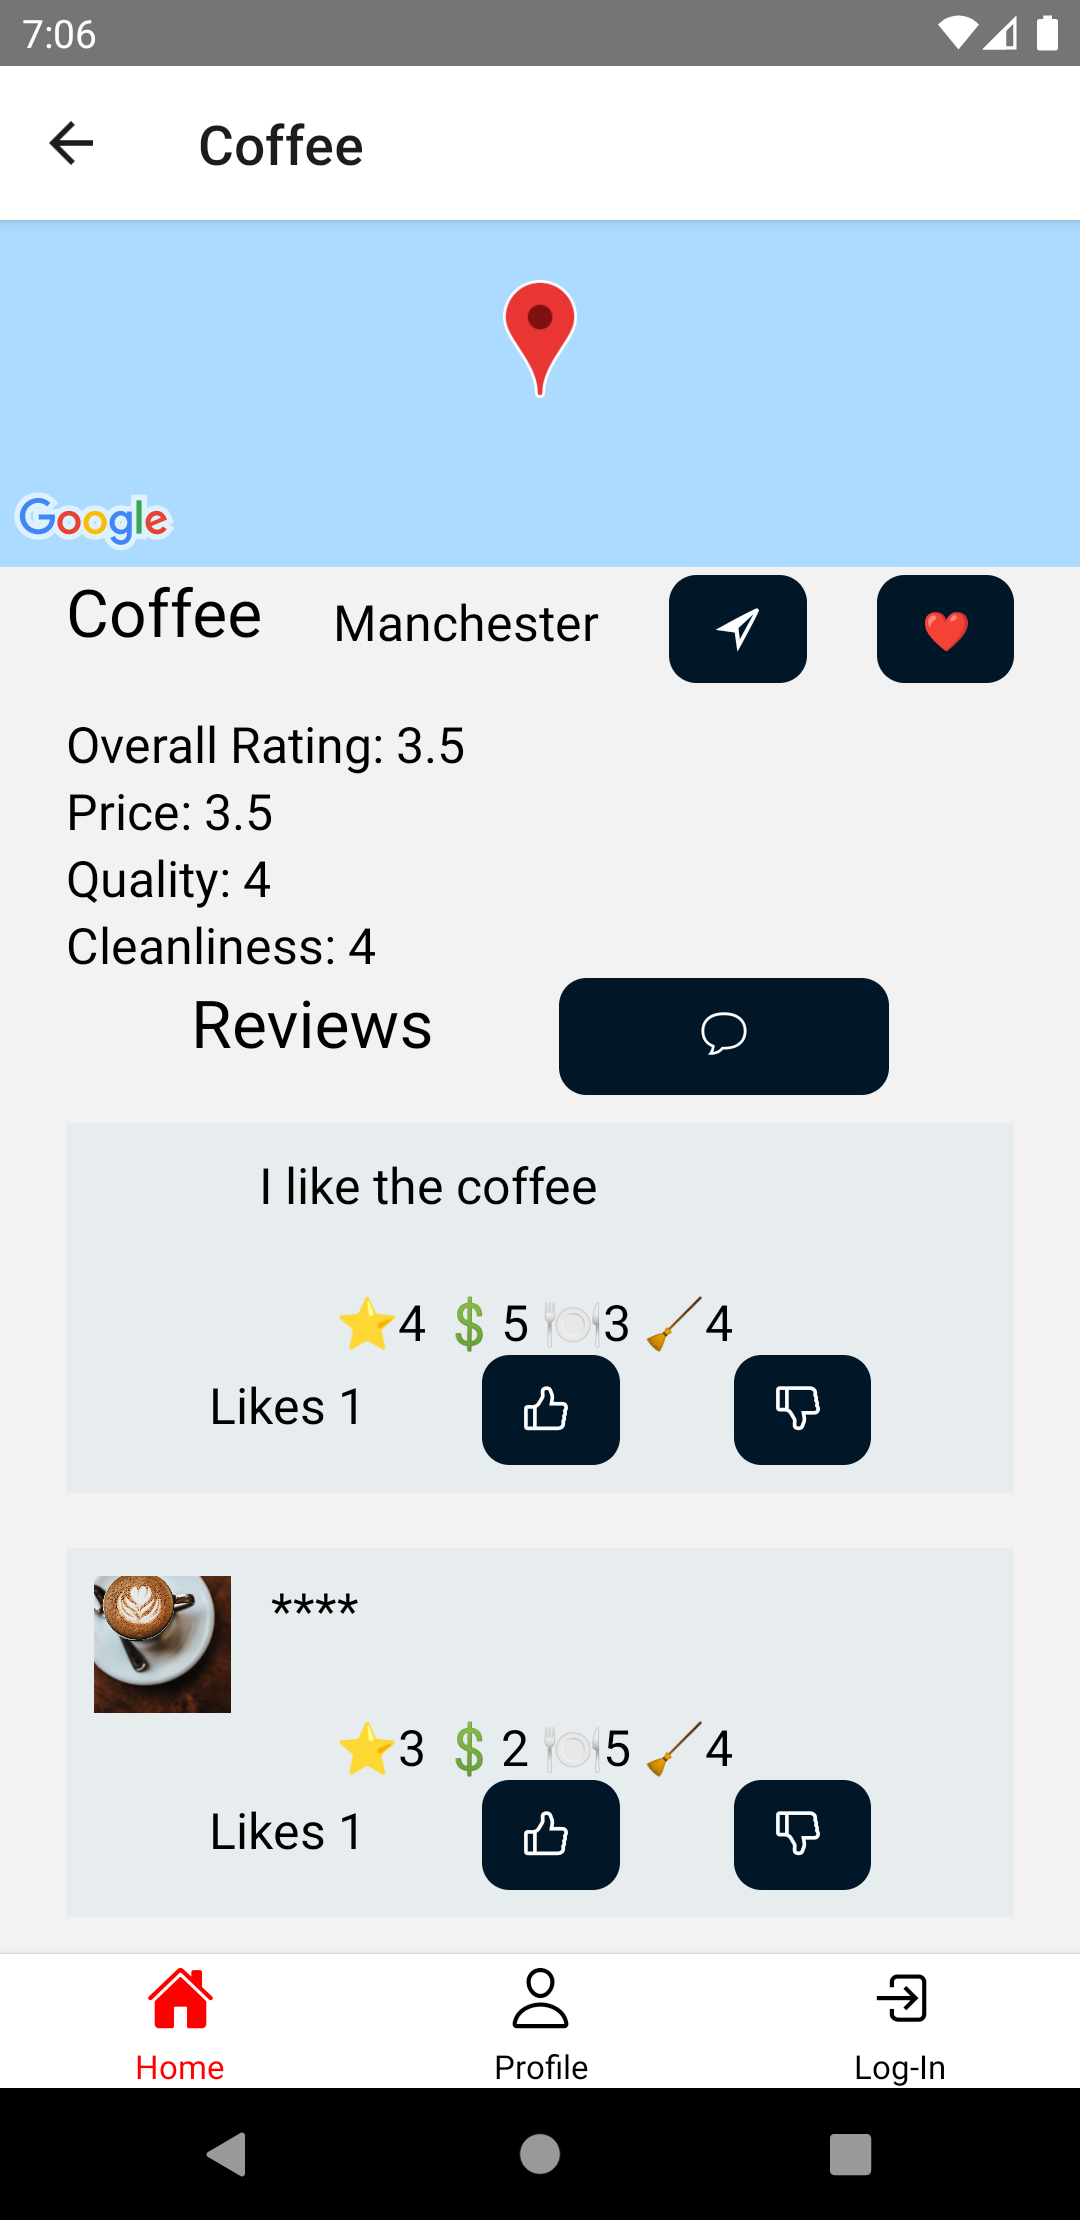 7:06
Coffee
Google
Coffee Manchester
Overall Rating: 3.5
Price: 3.5
Quality: 4
Cleanliness: 4
Reviews
I like the coffee
⭐4 💲5 🍽3 🧹4
Likes 1
****
⭐3 💲2 🍽5 🧹4
Likes 1
Home Profile Log-In